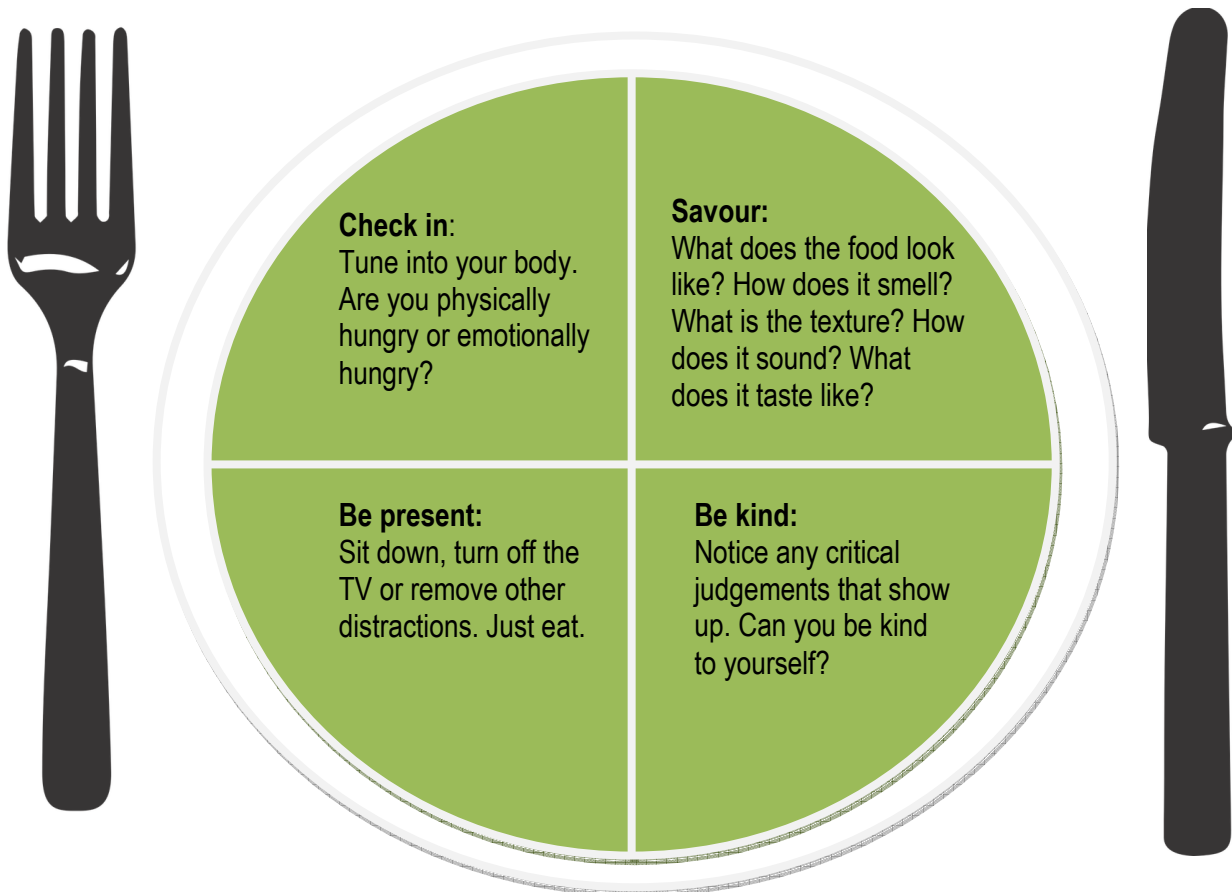 Check in:
Tune into your body.
Are you physically
hungry or emotionally
hungry?
Savour:
What does the food look
like? How does it smell?
What is the texture? How
does it sound? What
does it taste like?
Be present:
Sit down, turn off the
TV or remove other
distractions. Just eat.
Be kind:
Notice any critical
judgements that show
up. Can you be kind
to yourself?